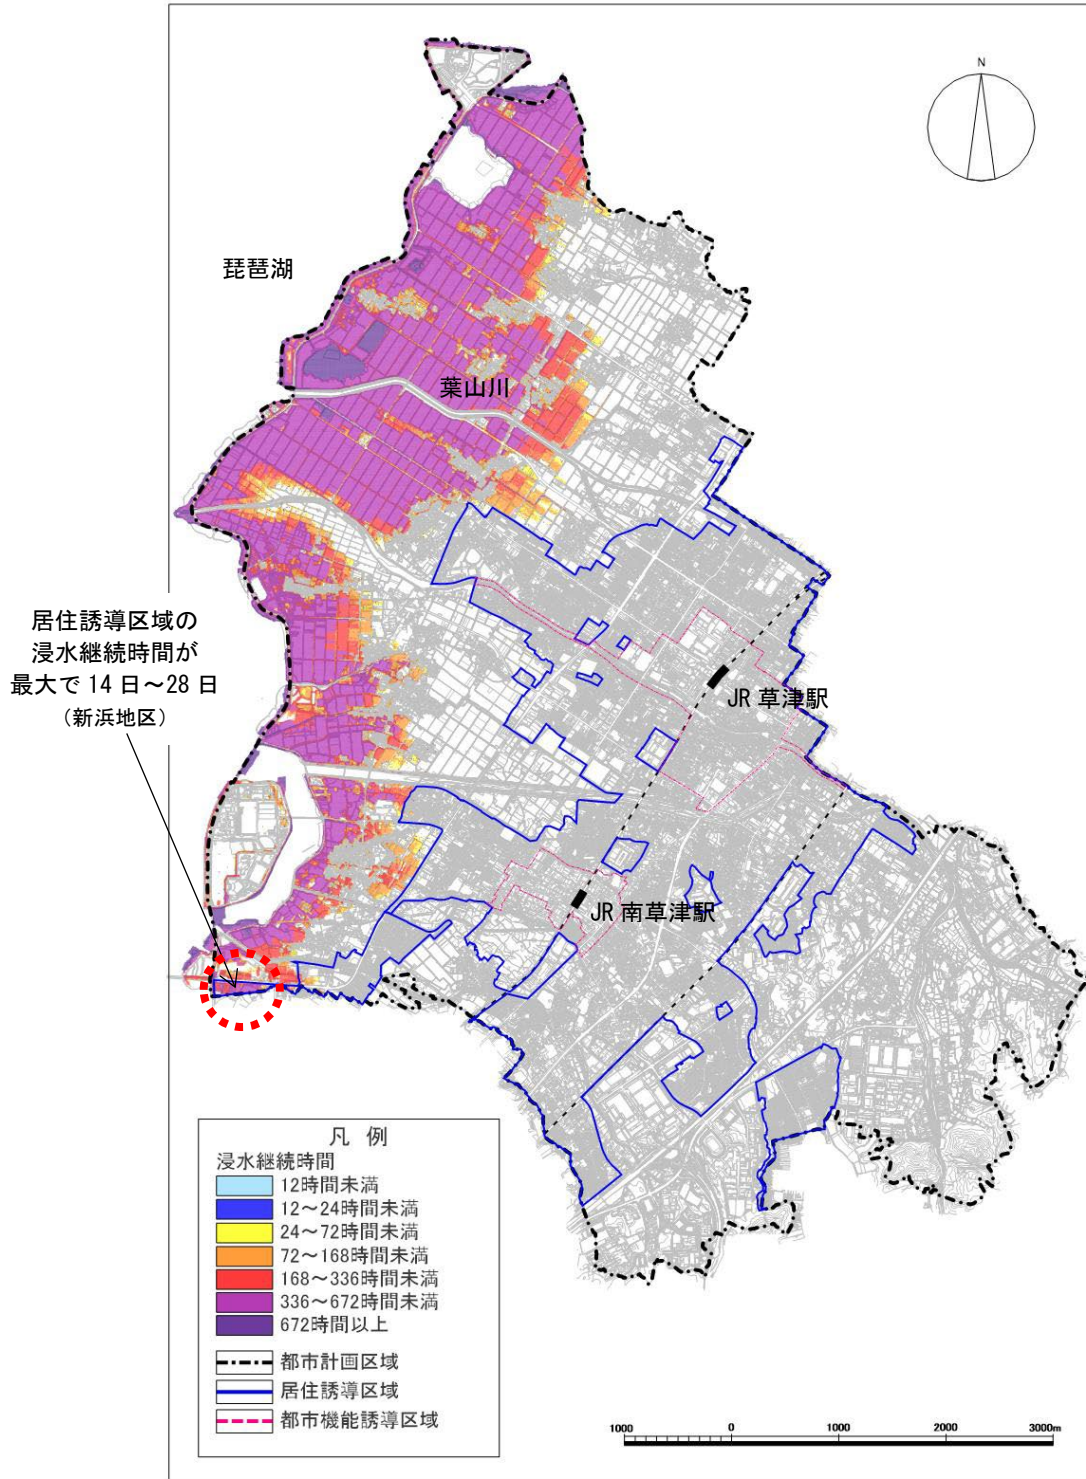 N
琵琶湖
葉山川
居住誘導区域の
浸水継続時間が
最大で 14 日～28 日
（新浜地区）
JR 草津駅
JR 南草津駅
凡 例
浸水継続時間
12時間未満
12～24時間未満
24～72時間未満
72～168時間未満
168～336時間未満
336～672時間未満
672時間以上
都市計画区域
居住誘導区域
都市機能誘導区域
1000 0 1000 2000 3000m